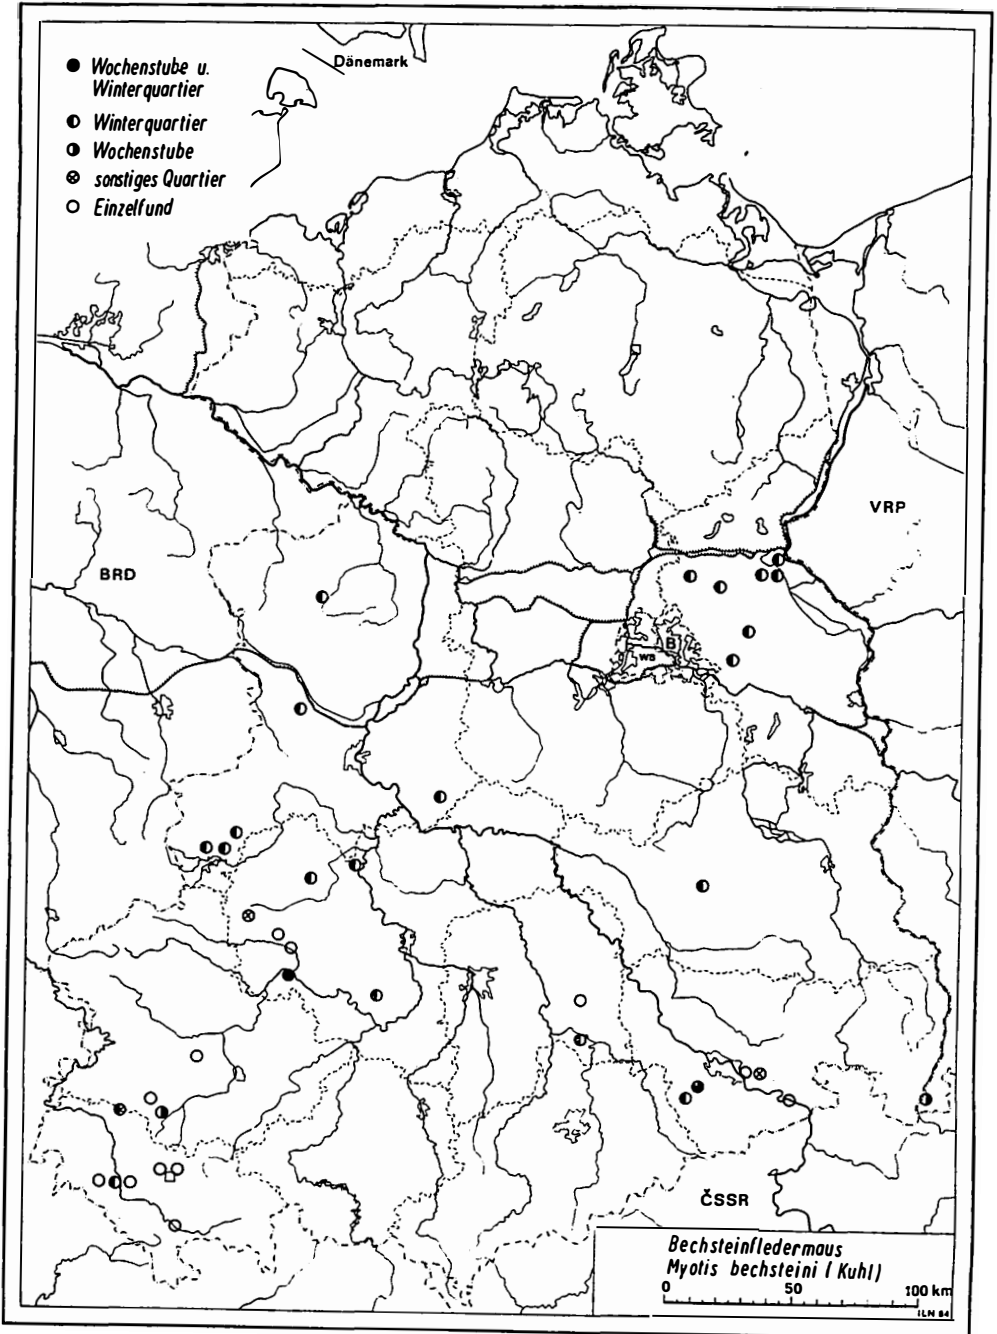 Wochenstube u.
Winterquartier
Winterquartier
Wochenstube
sonstiges Quartier
Einzelfund
Dänemark
VRP
BRD
B
WB
ČSSR
Bechsteinfledermaus
Myotis bechsteini (Kuhl)
0 50 100 km
ILN 84